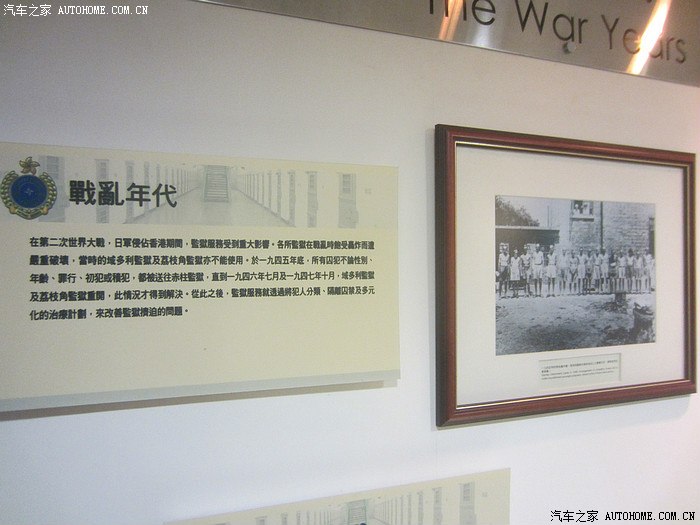 汽车之家 AUTOHOME.COM.CN
The War Years
戰亂年代
在第二次世界大戰，日軍侵佔香港期間，監獄服務受到重大影響。各所監獄在戰亂時飽受轟炸而遭
嚴重破壞，當時的域多利監獄及荔枝角監獄亦不能使用。於一九四五年底，所有囚犯不論性別、
年齡、罪行、初犯或積犯，都被送往赤柱監獄，直到一九四六年七月及一九四七年十月，域多利監獄
及荔枝角監獄重開，此情況才得到解決。從此之後，監獄服務就透過將犯人分類、隔離囚禁及多元
化的治療計劃，來改善監獄擠迫的問題。
汽车之家 AUTOHOME.COM.CN